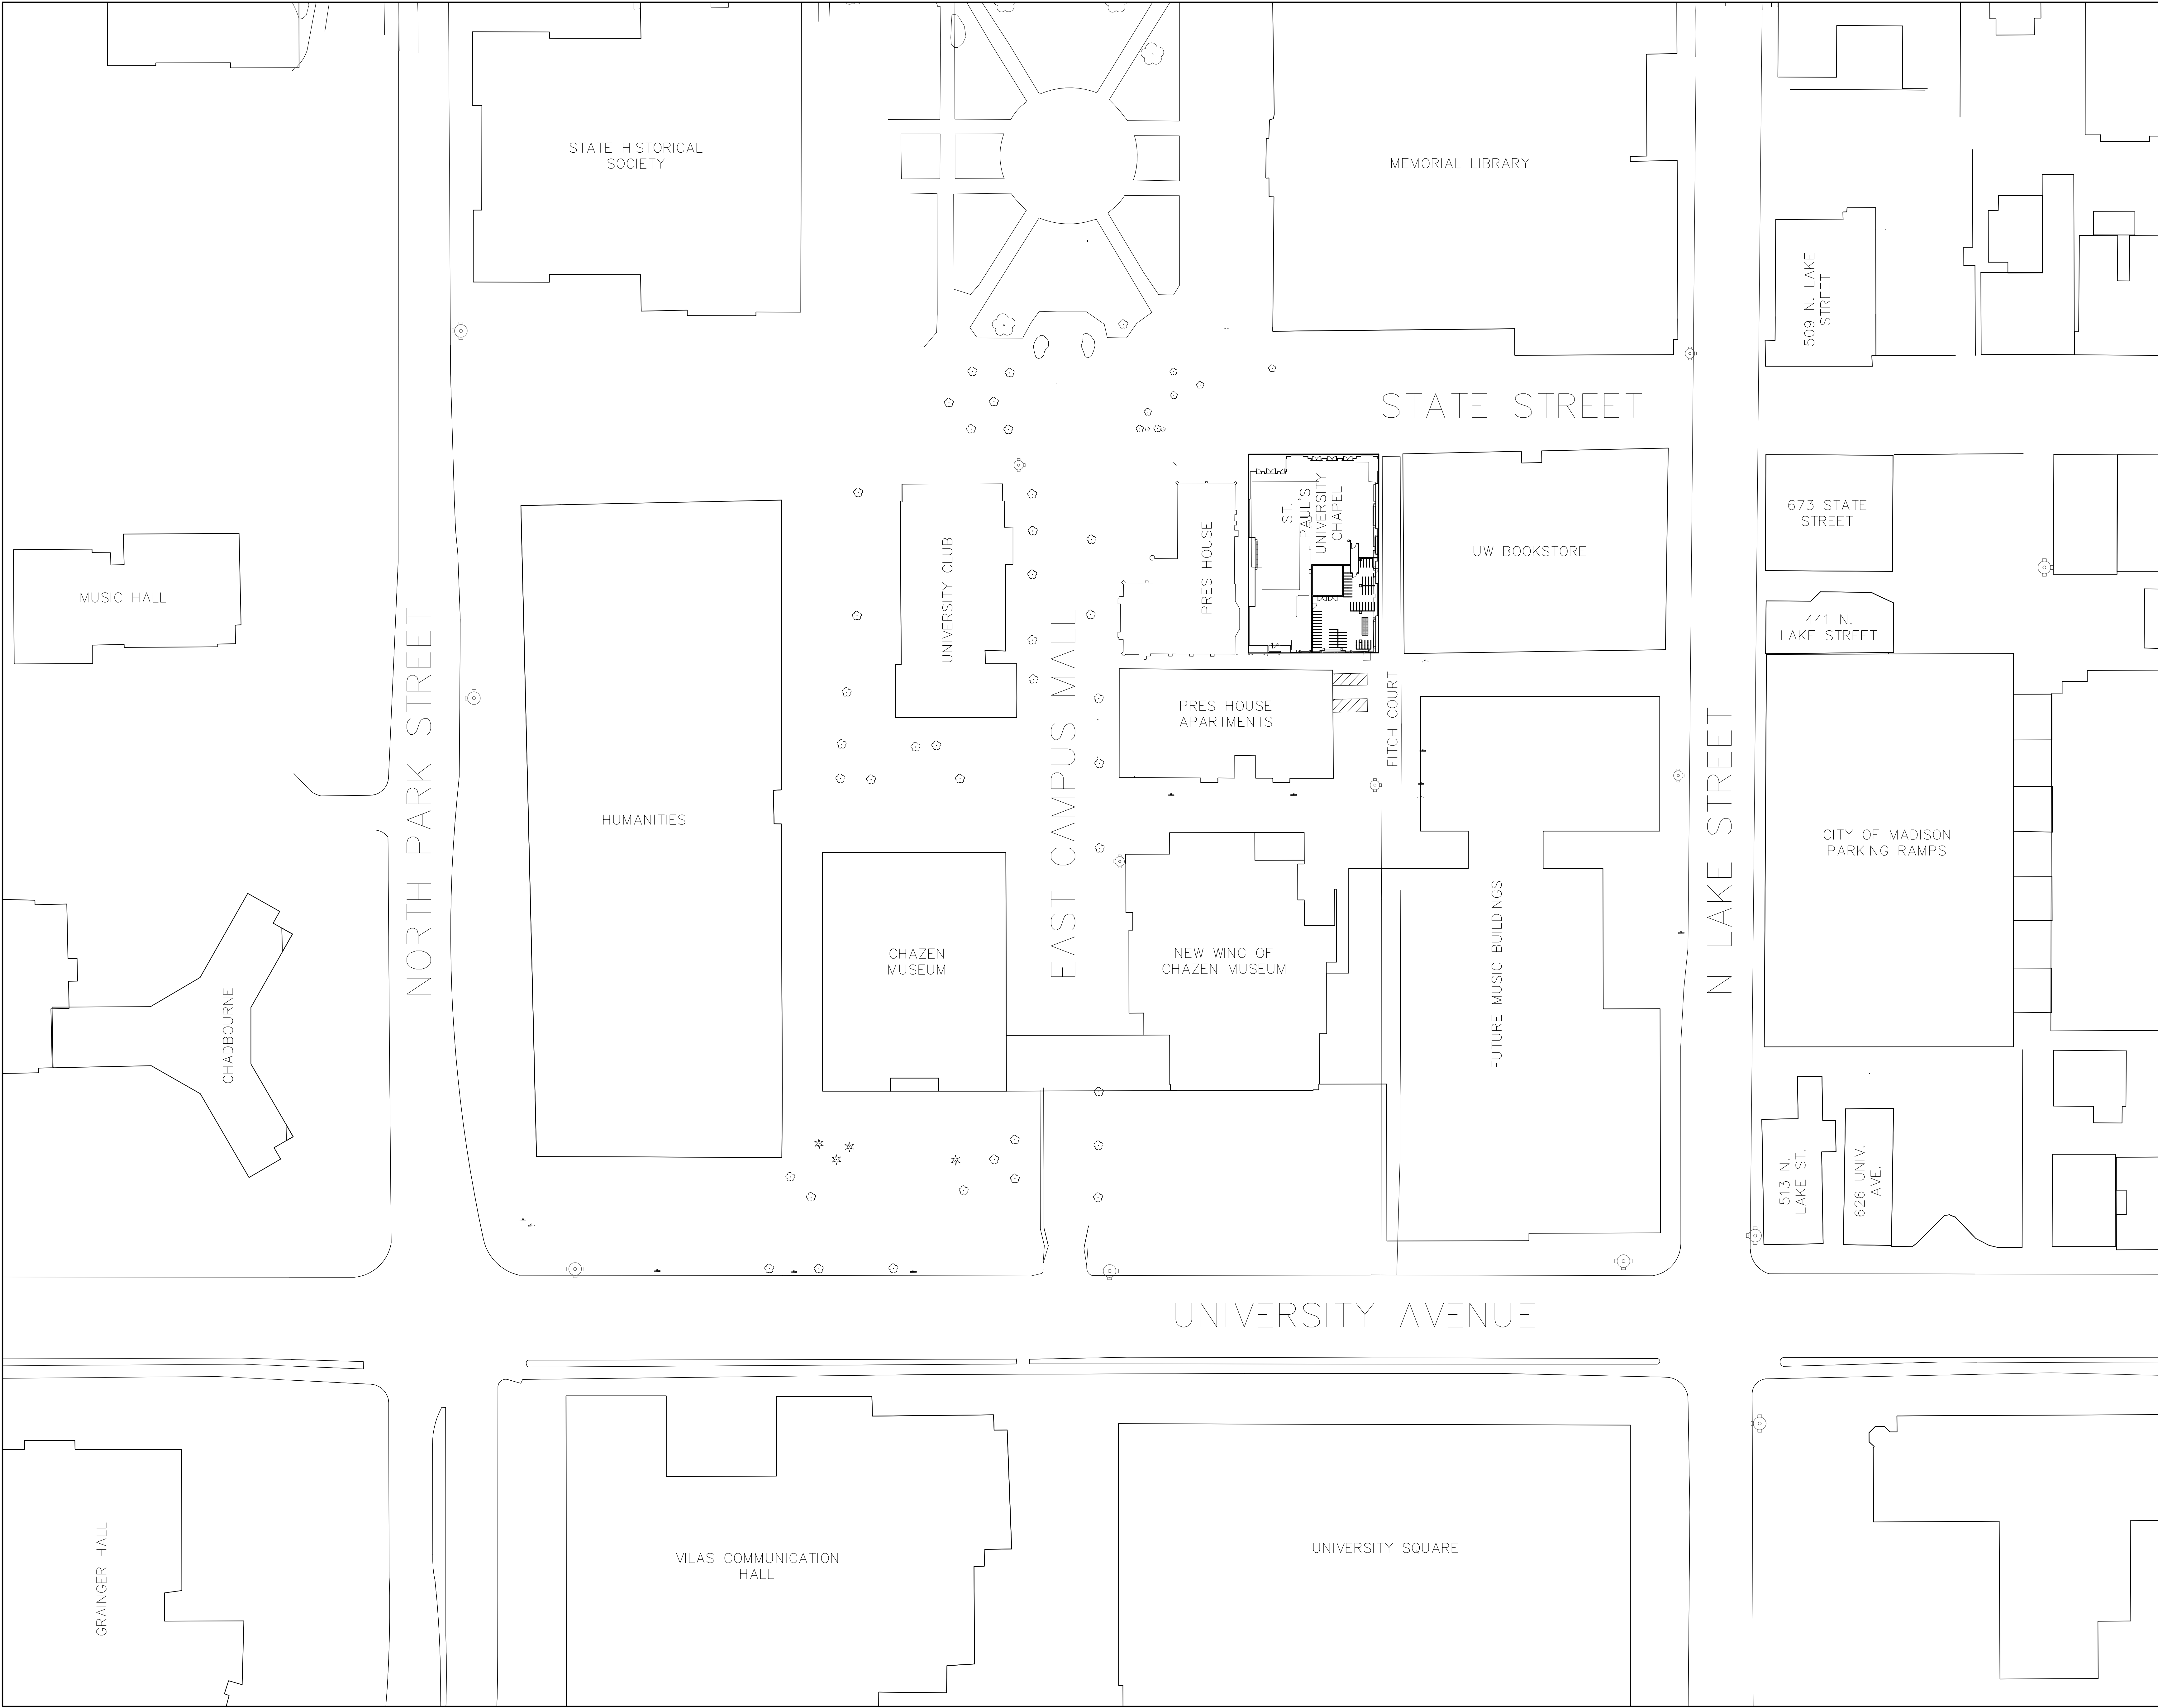 STATE HISTORICAL
SOCIETY
MEMORIAL LIBRARY
509 N. LAKE
STREET
STATE STREET
MUSIC HALL
NORTH PARK STREET
UNIVERSITY CLUB
EAST CAMPUS MALL
PRES HOUSE
ST.
PAUL'S
UNIVERSITY
CHAPEL
UW BOOKSTORE
673 STATE
STREET
441 N.
LAKE STREET
PRES HOUSE
APARTMENTS
FITCH COURT
N LAKE STREET
HUMANITIES
CITY OF MADISON
PARKING RAMPS
CHADBOURNE
CHAZEN
MUSEUM
NEW WING OF
CHAZEN MUSEUM
FUTURE MUSIC BUILDINGS
513 N.
LAKE ST.
626 UNIV.
AVE.
UNIVERSITY AVENUE
GRAINGER HALL
VILAS COMMUNICATION
HALL
UNIVERSITY SQUARE